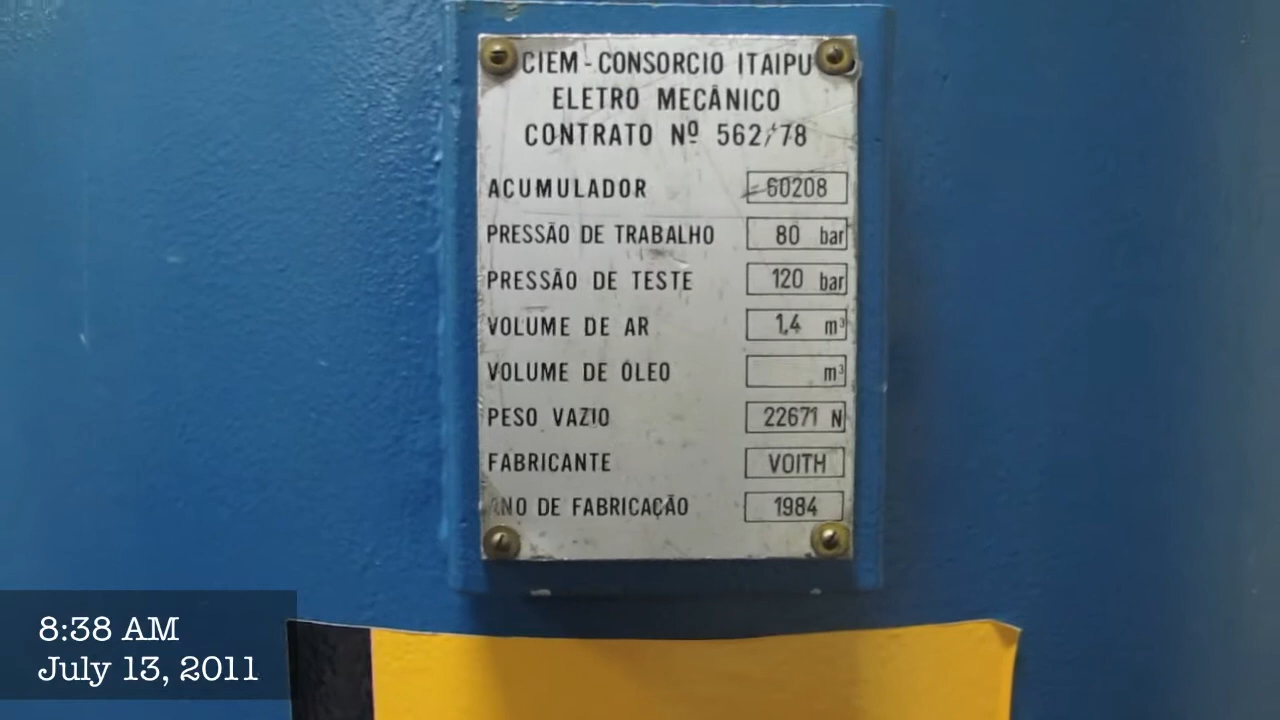 CIEM - CONSORCIO ITAIPU
ELETRO MECÂNICO
CONTRATO Nº 562/78
ACUMULADOR 60208
PRESSÃO DE TRABALHO 80 bar
PRESSÃO DE TESTE 120 bar
VOLUME DE AR 1,4 m³
VOLUME DE ÓLEO m³
PESO VAZIO 22671 N
FABRICANTE VOITH
ANO DE FABRICAÇÃO 1984
8:38 AM
July 13, 2011